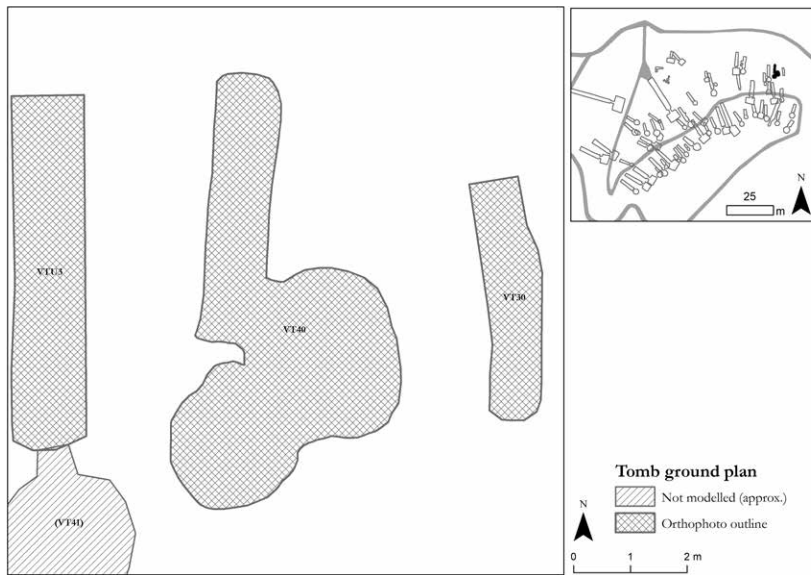 VTU3
VT40
VT30
(VT41)
N
25
m
Tomb ground plan
Not modelled (approx.)
Orthophoto outline
N
0 1 2 m